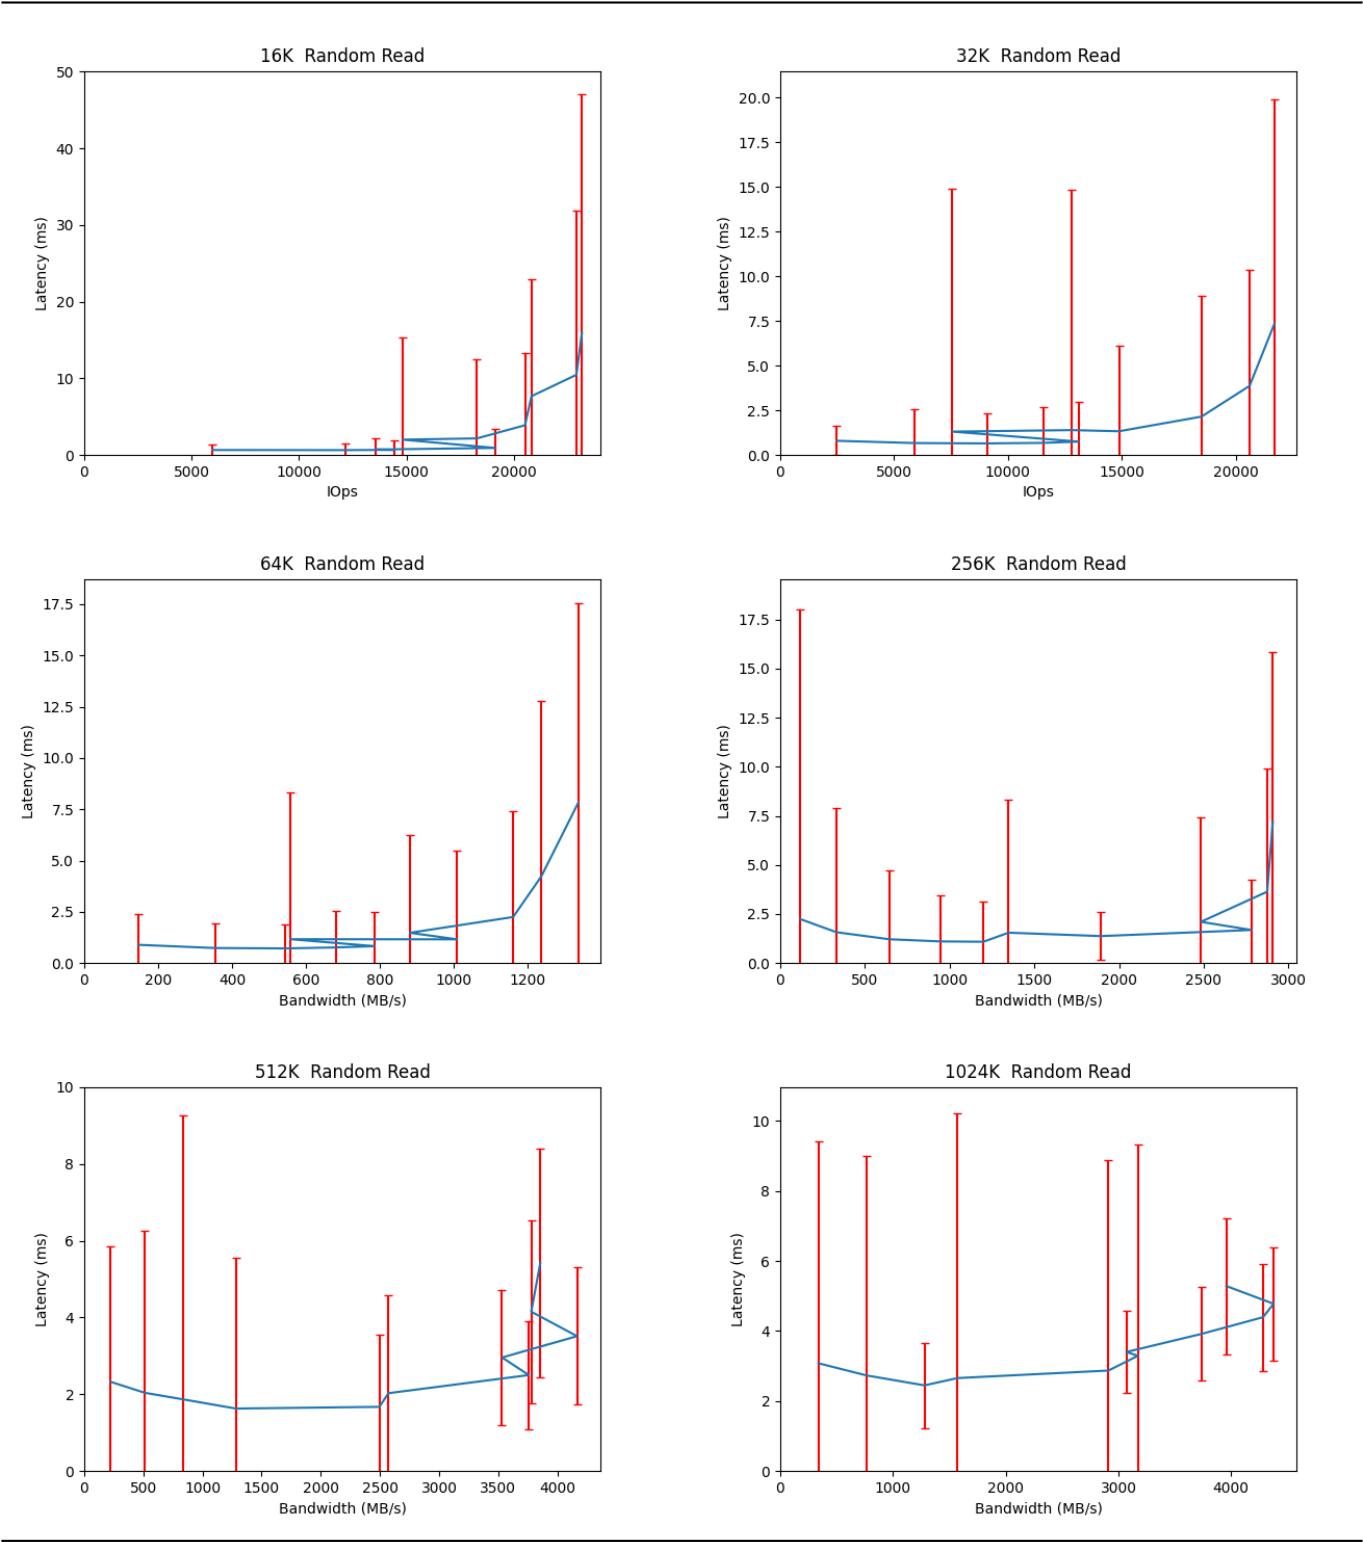 16K  Random Read
Latency (ms)
50
40
30
20
10
0
0 5000 10000 15000 20000
IOps
32K  Random Read
Latency (ms)
20.0
17.5
15.0
12.5
10.0
7.5
5.0
2.5
0.0
0 5000 10000 15000 20000
IOps
64K  Random Read
Latency (ms)
17.5
15.0
12.5
10.0
7.5
5.0
2.5
0.0
0 200 400 600 800 1000 1200
Bandwidth (MB/s)
256K  Random Read
Latency (ms)
17.5
15.0
12.5
10.0
7.5
5.0
2.5
0.0
0 500 1000 1500 2000 2500 3000
Bandwidth (MB/s)
512K  Random Read
Latency (ms)
10
8
6
4
2
0
0 500 1000 1500 2000 2500 3000 3500 4000
Bandwidth (MB/s)
1024K  Random Read
Latency (ms)
10
8
6
4
2
0
0 1000 2000 3000 4000
Bandwidth (MB/s)